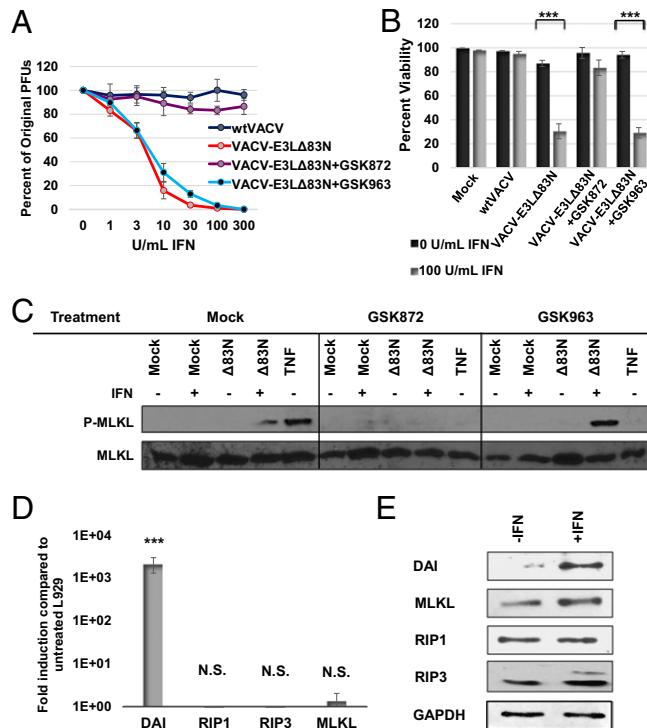 A
Percent of Original PFUs
120
100
80
60
40
20
0
0 1 3 10 30 100 300
U/mL IFN
wtVACV
VACV-E3LΔ83N
VACV-E3LΔ83N+GSK872
VACV-E3LΔ83N+GSK963
B
Percent Viability
120
100
80
60
40
20
0
***
***
Mock
wtVACV
VACV-E3LΔ83N
VACV-E3LΔ83N
+GSK872
VACV-E3LΔ83N
+GSK963
0 U/mL IFN
100 U/mL IFN
C
Treatment Mock GSK872 GSK963
Mock Mock Δ83N Δ83N TNF Mock Mock Δ83N Δ83N TNF Mock Mock Δ83N Δ83N TNF
IFN - + - + - - + - + - - + - + -
P-MLKL
MLKL
D
Fold induction compared to
untreated L929
1E+04
1E+03
1E+02
1E+01
1E+00
***
N.S. N.S. N.S.
DAI RIP1 RIP3 MLKL
E
-IFN +IFN
DAI
MLKL
RIP1
RIP3
GAPDH